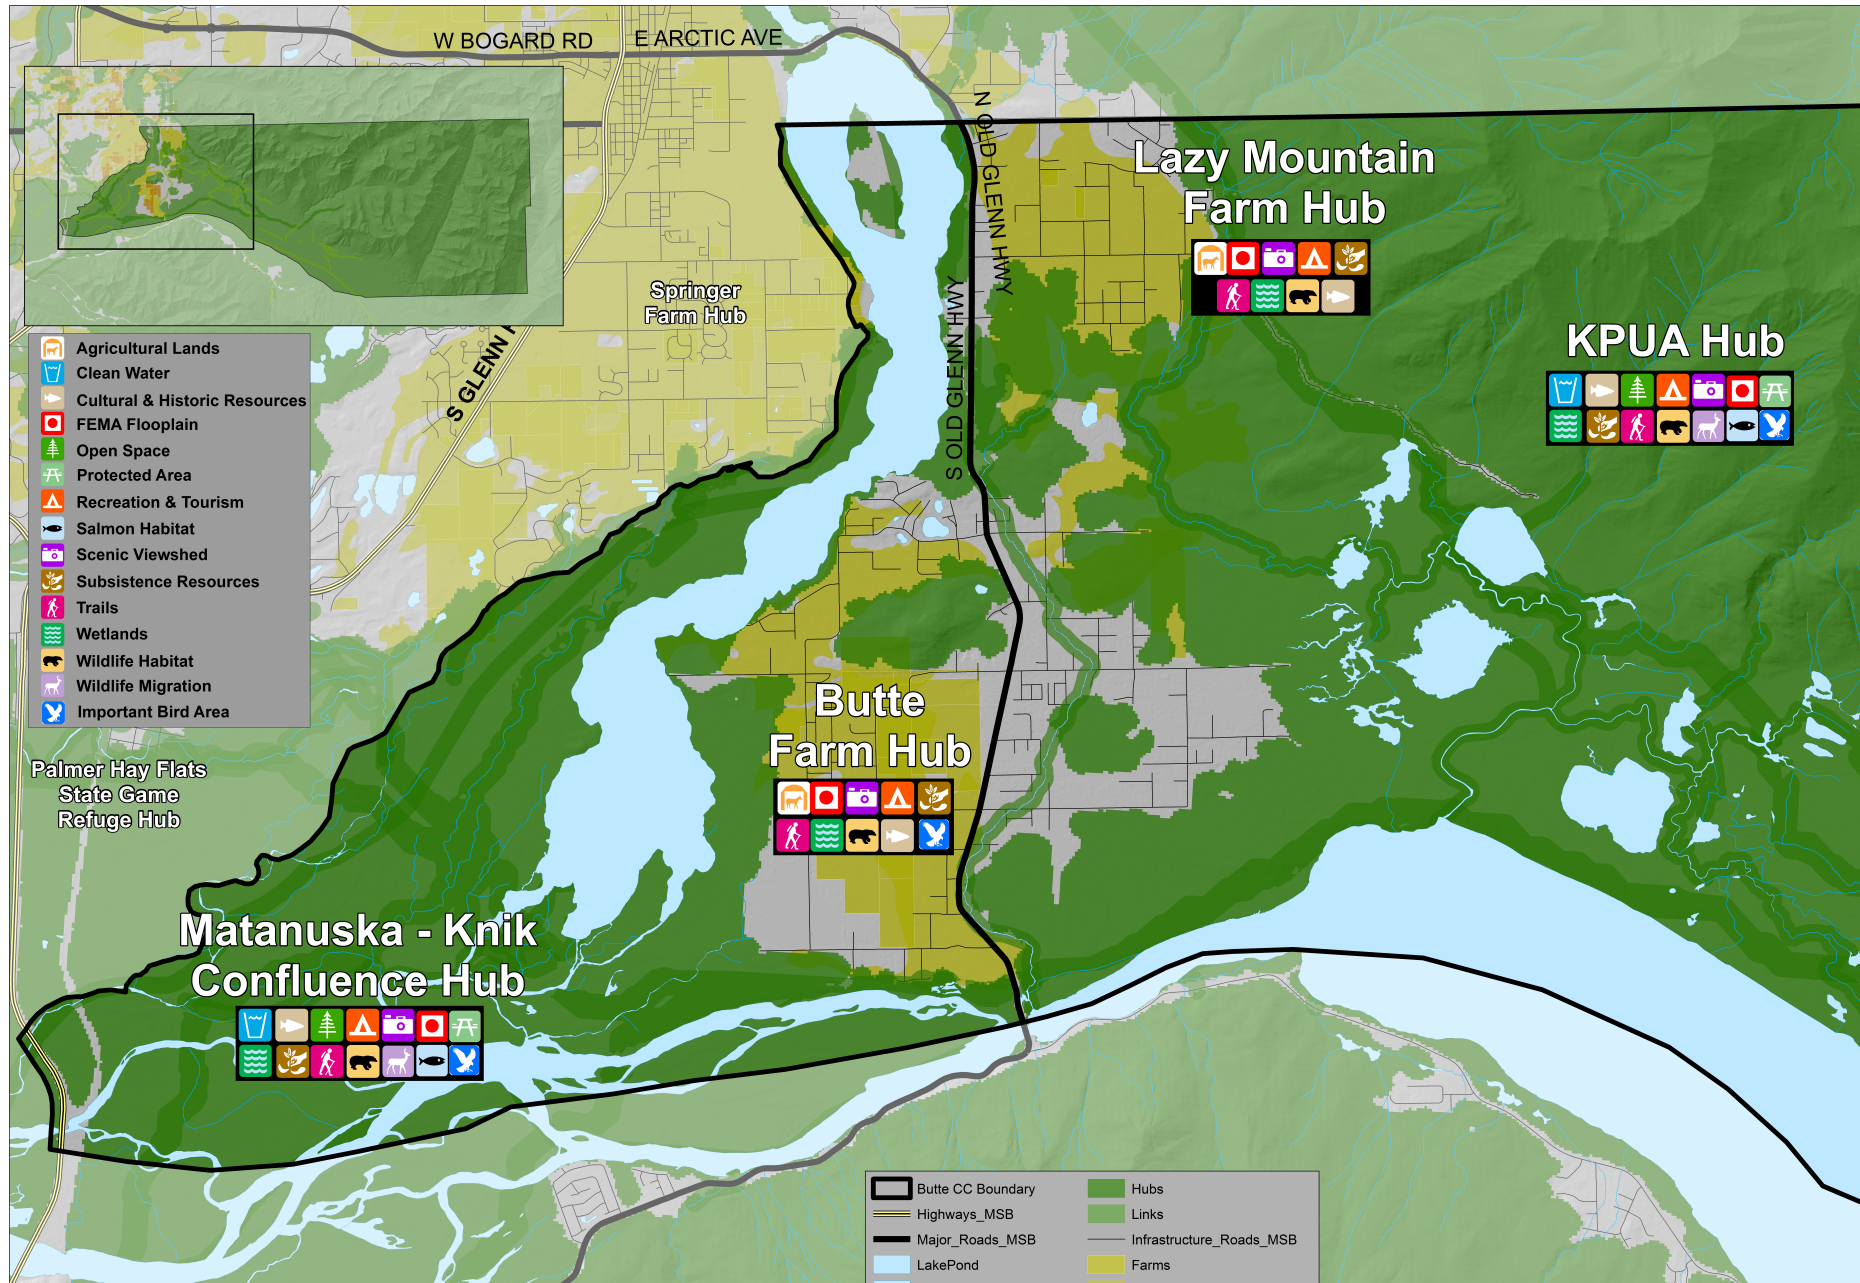 W BOGARD RD
E ARCTIC AVE
N OLD GLENN HWY
Lazy Mountain
Farm Hub
Springer
Farm Hub
S OLD GLENN HWY
KPUA Hub
S GLENN
Agricultural Lands
Clean Water
Cultural & Historic Resources
FEMA Flooplain
Open Space
Protected Area
Recreation & Tourism
Salmon Habitat
Scenic Viewshed
Subsistence Resources
Trails
Wetlands
Wildlife Habitat
Wildlife Migration
Important Bird Area
Butte
Farm Hub
Palmer Hay Flats
State Game
Refuge Hub
Matanuska - Knik
Confluence Hub
Butte CC Boundary
Highways_MSB
Major_Roads_MSB
LakePond
Hubs
Links
Infrastructure_Roads_MSB
Farms